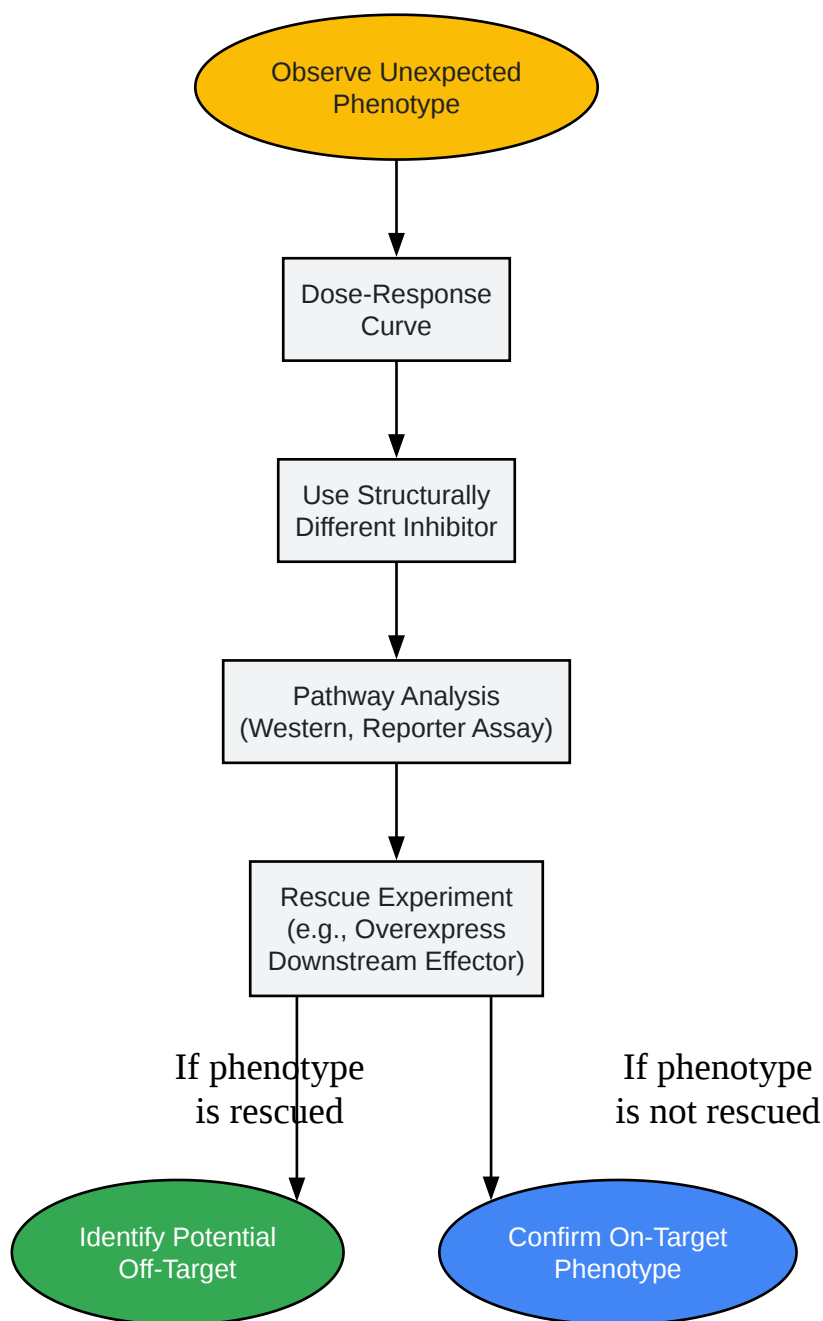 Observe Unexpected
Phenotype
Dose-Response
Curve
Use Structurally
Different Inhibitor
Pathway Analysis
(Western, Reporter Assay)
Rescue Experiment
(e.g., Overexpress
Downstream Effector)
If phenotype
is rescued
If phenotype
is not rescued
Identify Potential
Off-Target
Confirm On-Target
Phenotype